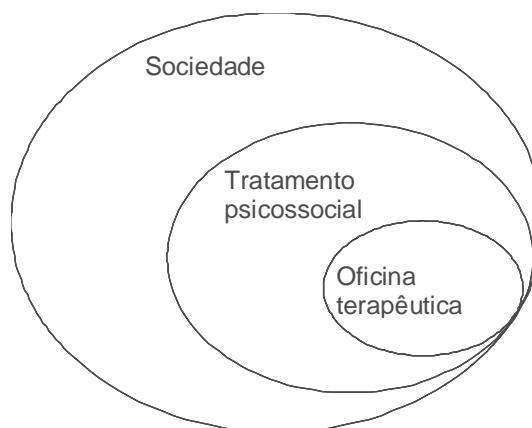 Sociedade
Tratamento
psicossocial
Oficina
terapêutica